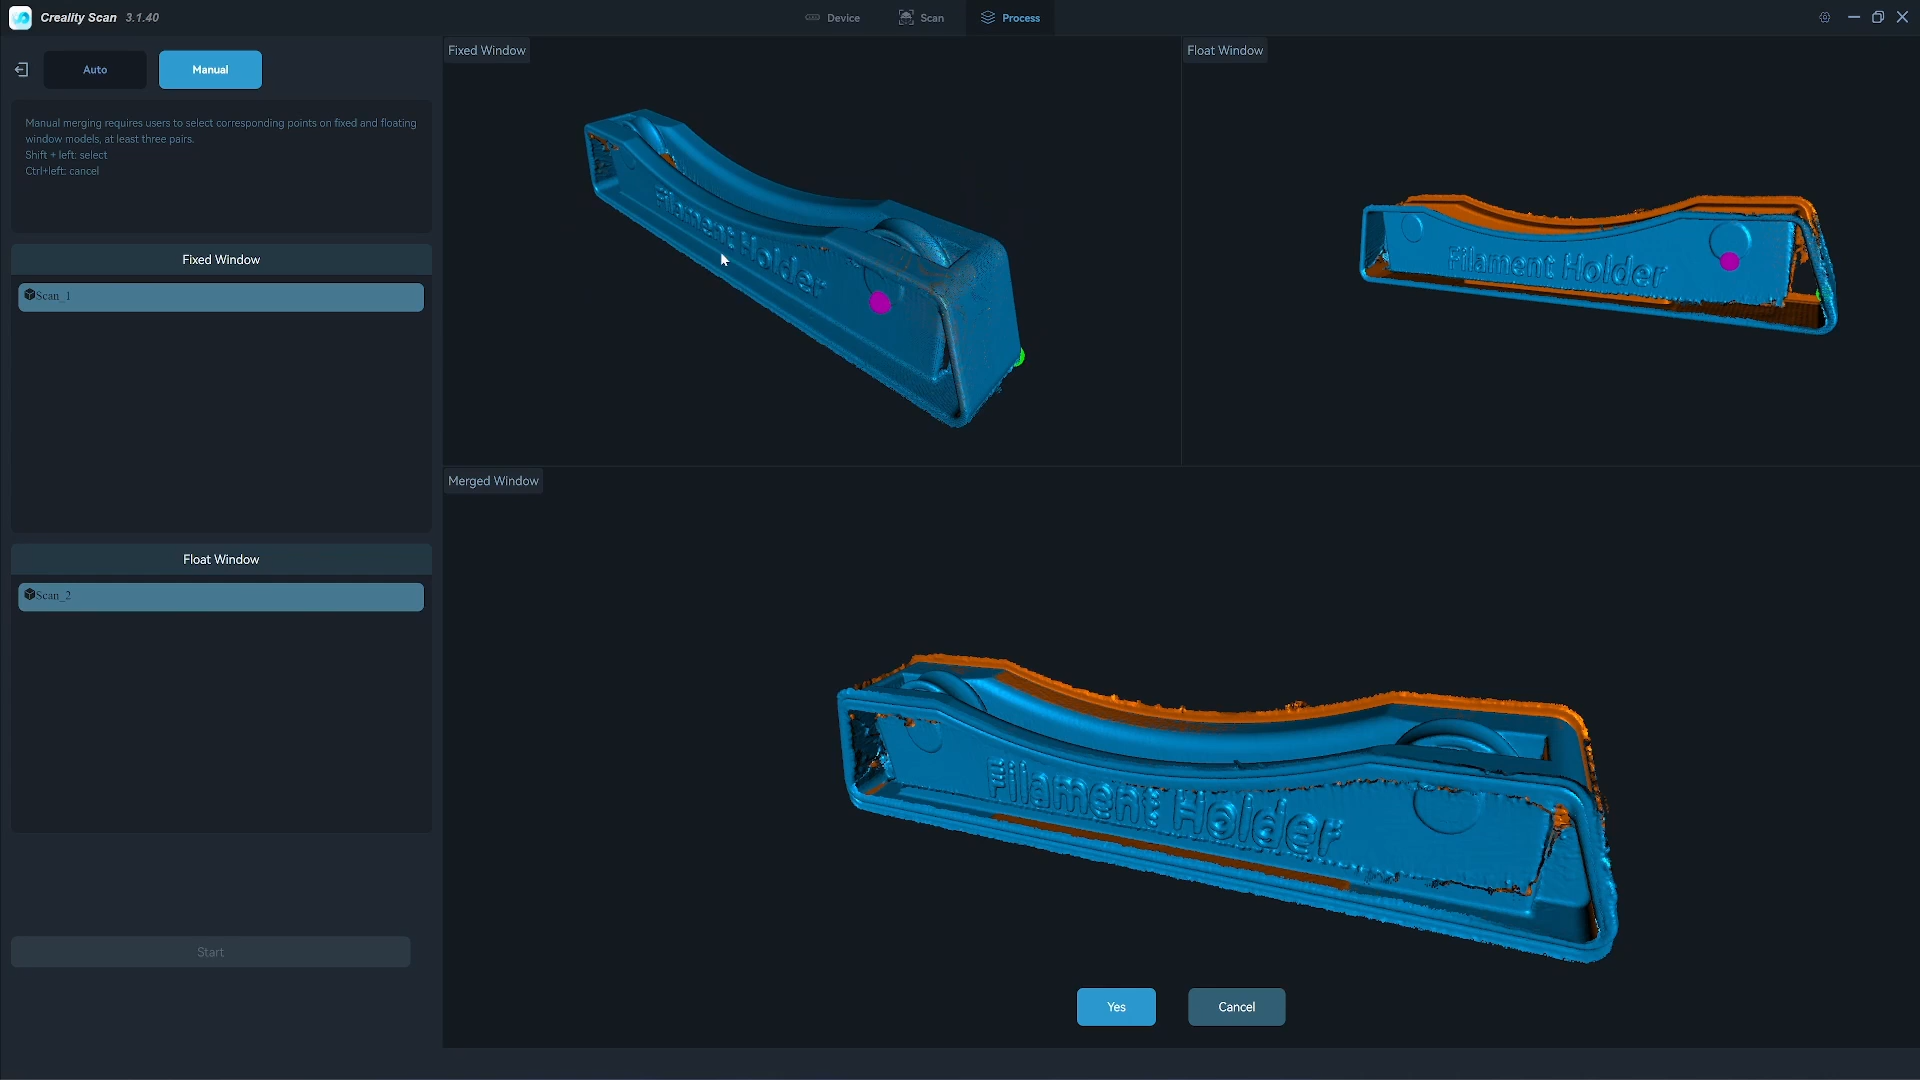 Creality Scan 3.1.40
Device
Scan
Process
Auto
Manual
Manual merging requires users to select corresponding points on fixed and floating
window models, at least three pairs.
Shift + left: select
Ctrl+left: cancel
Fixed Window
Scan_1
Float Window
Scan_2
Start
Fixed Window
Filament Holder
Float Window
Filament Holder
Merged Window
Filament Holder
Yes
Cancel